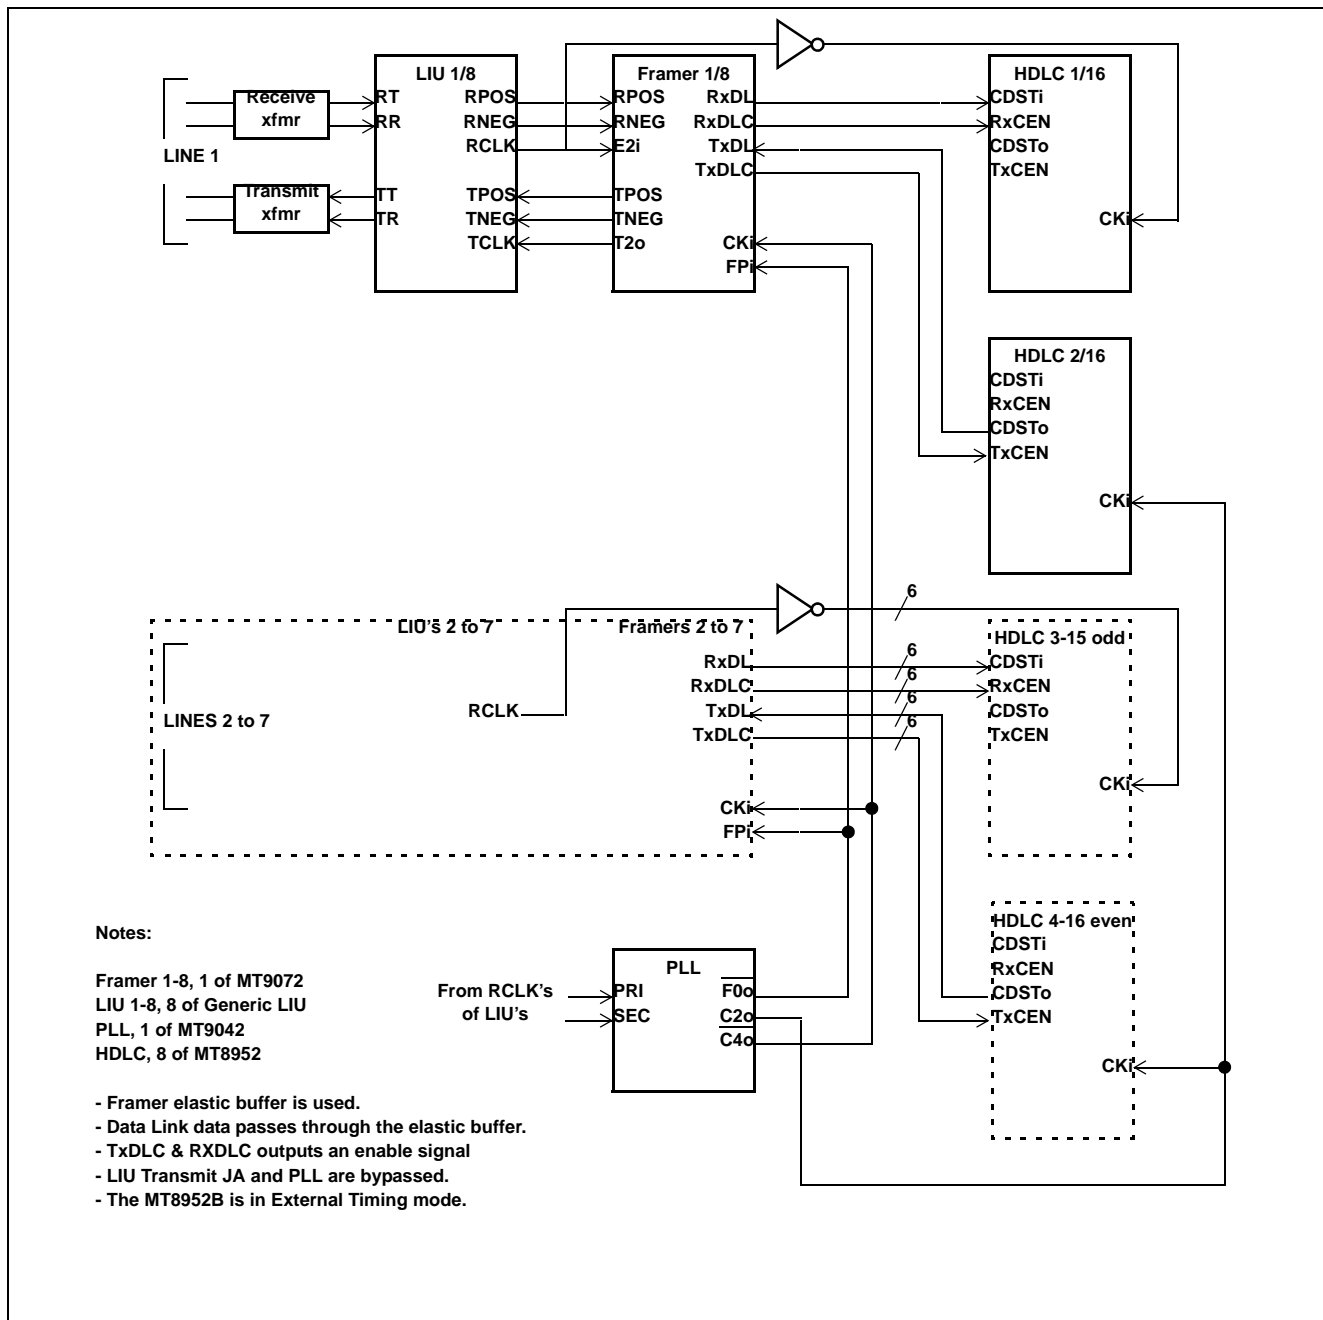 LIU 1/8
Framer 1/8
HDLC 1/16
Receive
xfmr
LINE 1
Transmit
xfmr
RT
RR
TT
TR
RPOS
RNEG
RCLK
TPOS
TNEG
TCLK
RPOS
RNEG
E2i
TPOS
TNEG
T2o
RxDL
RxDLC
TxDL
TxDLC
CKi
FPi
CDSTi
RxCEN
CDSTo
TxCEN
CKi
HDLC 2/16
CDSTi
RxCEN
CDSTo
TxCEN
CKi
6
LIU's 2 to 7
Framers 2 to 7
HDLC 3-15 odd
LINES 2 to 7
RCLK
RxDL
RxDLC
TxDL
TxDLC
CKi
FPi
6
6
6
6
CDSTi
RxCEN
CDSTo
TxCEN
CKi
HDLC 4-16 even
CDSTi
RxCEN
CDSTo
TxCEN
CKi
PLL
From RCLK's
of LIU's
PRI
SEC
F0o
C2o
C4o
Notes:
Framer 1-8, 1 of MT9072
LIU 1-8, 8 of Generic LIU
PLL, 1 of MT9042
HDLC, 8 of MT8952
- Framer elastic buffer is used.
- Data Link data passes through the elastic buffer.
- TxDLC & RXDLC outputs an enable signal
- LIU Transmit JA and PLL are bypassed.
- The MT8952B is in External Timing mode.